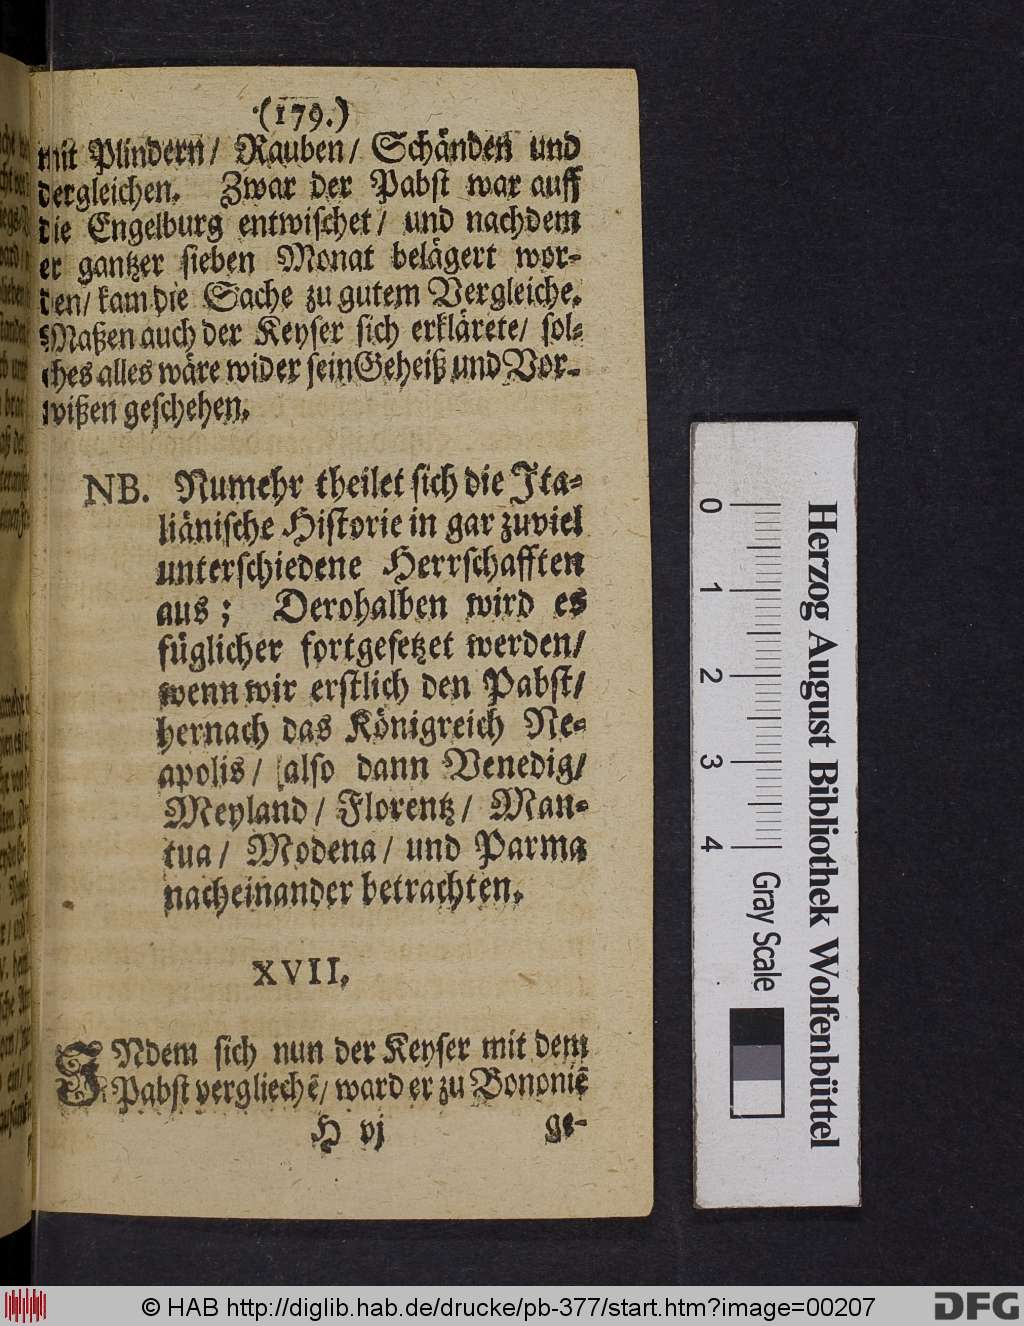 (179.)
mit Plindern/ Rauben/ Schänden und
dergleichen. Zwar der Pabst war auff
die Engelburg entwischet/ und nachdem
er gantzer sieben Monat belägert wor-
den/ kam die Sache zu gutem Vergleiche.
Maßen auch der Keyser sich erklärete/ sol-
ches alles wäre wider sein Geheiß und Vor-
wißen geschehen.
NB. Numehr theilet sich die Ita-
liänische Historie in gar zuviel
unterschiedene Herrschafften
aus; Derohalben wird es
füglicher fortgesetzet werden/
wenn wir erstlich den Pabst/
hernach das Königreich Ne-
apolis/ also dann Venedig/
Meyland/ Florentz/ Man-
tua/ Modena/ und Parma
nacheinander betrachten.
XVII.
INdem sich nun der Keyser mit dem
Pabst vergliechē/ ward er zu Bononiē
H vj ge-
Herzog August Bibliothek Wolfenbüttel
0 1 2 3 4 Gray Scale
© HAB http://diglib.hab.de/drucke/pb-377/start.htm?image=00207
DFG